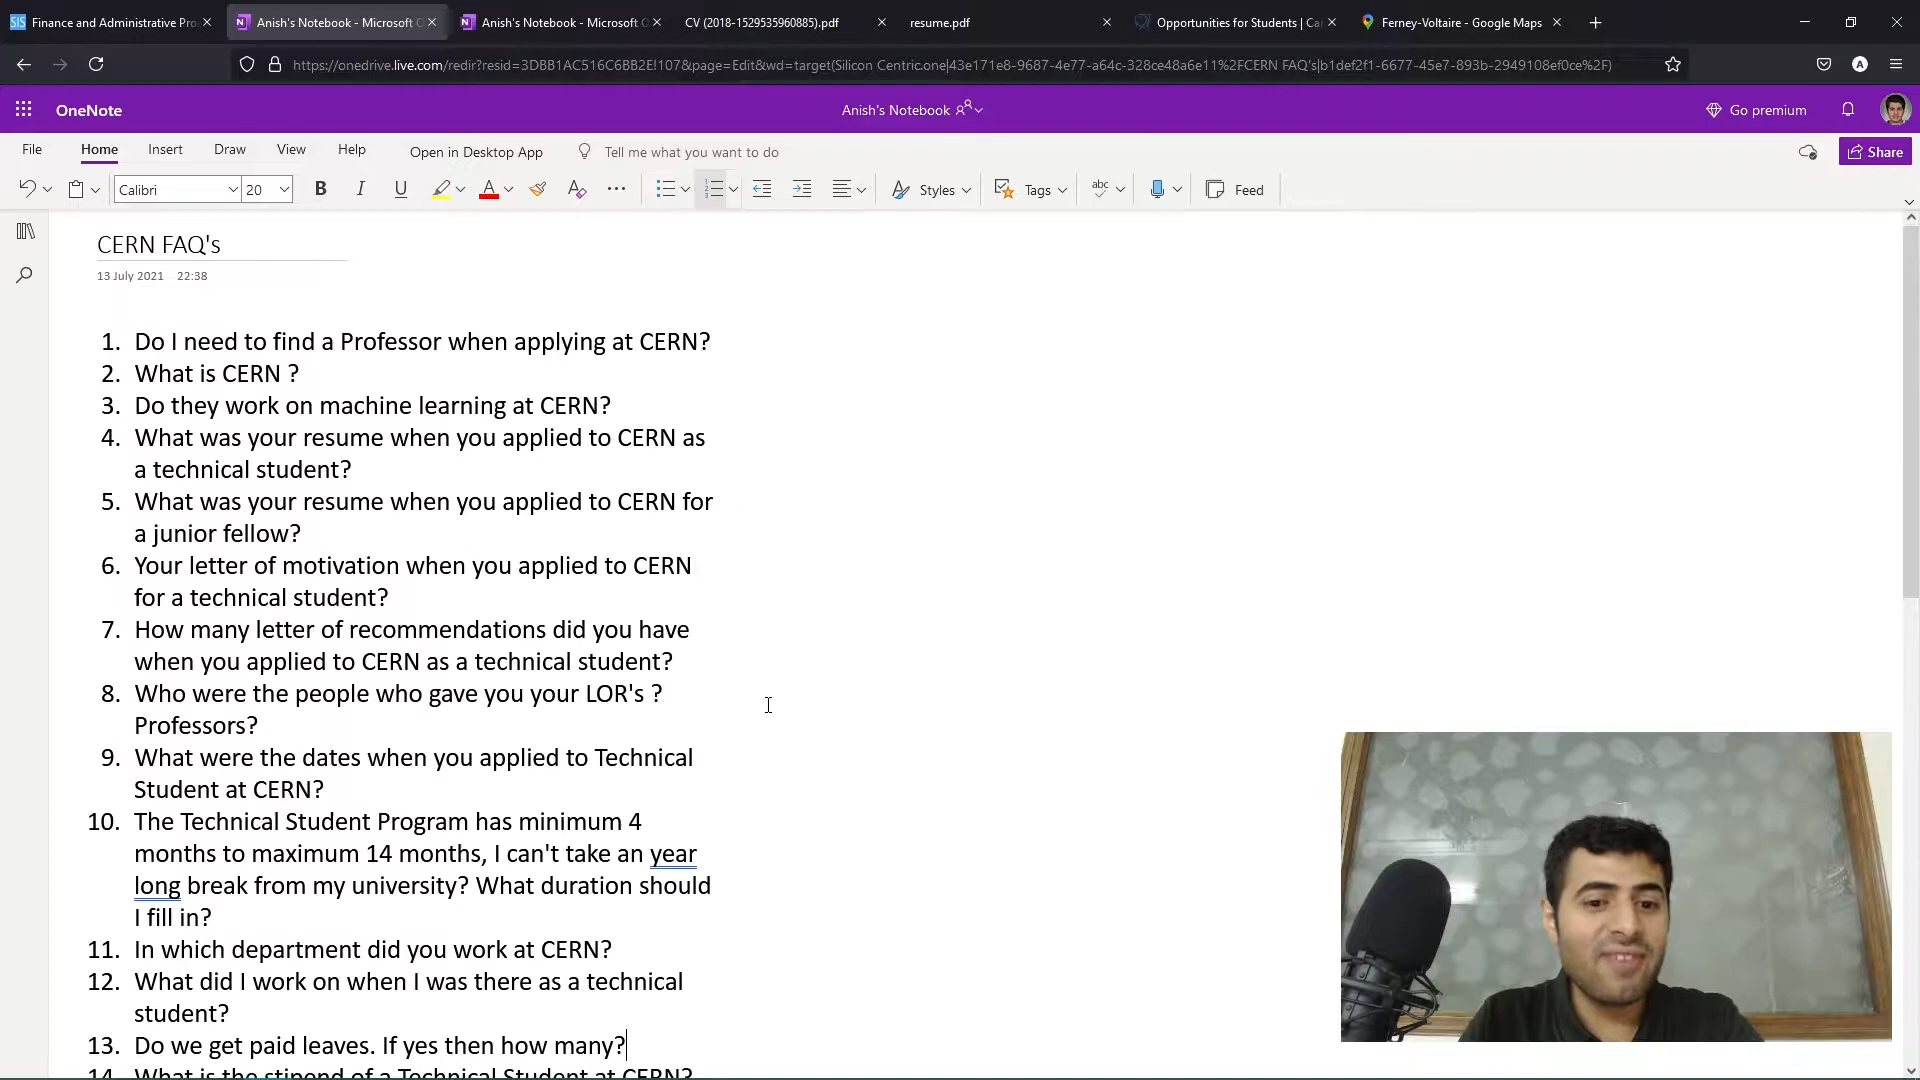 Finance and Administrative Pro
Anish's Notebook - Microsoft O
Anish's Notebook - Microsoft O
CV (2018-1529535960885).pdf
resume.pdf
Opportunities for Students | Ca
Ferney-Voltaire - Google Maps
https://onedrive.live.com/redir?resid=3DBB1AC516C6BB2E!107&page=Edit&wd=target(Silicon Centric.one|43e171e8-9687-4e77-a64c-328ce48a6e11%2FCERN FAQ's|b1def2f1-6677-45e7-893b-2949108ef0ce%2F)
OneNote
Anish's Notebook
Go premium
File
Home
Insert
Draw
View
Help
Open in Desktop App
Tell me what you want to do
Share
Calibri
20
B
I
U
A
Styles
Tags
abc
Feed
CERN FAQ's
13 July 2021 22:38
1. Do I need to find a Professor when applying at CERN?
2. What is CERN ?
3. Do they work on machine learning at CERN?
4. What was your resume when you applied to CERN as
a technical student?
5. What was your resume when you applied to CERN for
a junior fellow?
6. Your letter of motivation when you applied to CERN
for a technical student?
7. How many letter of recommendations did you have
when you applied to CERN as a technical student?
8. Who were the people who gave you your LOR's ?
Professors?
9. What were the dates when you applied to Technical
Student at CERN?
10. The Technical Student Program has minimum 4
months to maximum 14 months, I can't take an year
long break from my university? What duration should
I fill in?
11. In which department did you work at CERN?
12. What did I work on when I was there as a technical
student?
13. Do we get paid leaves. If yes then how many?
14. What is the stipend of a Technical Student at CERN?